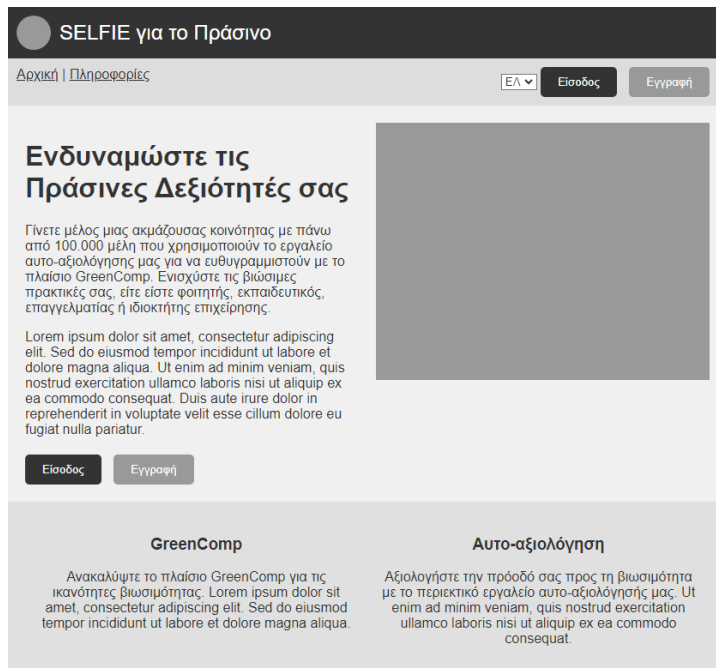 SELFIE για το Πράσινο
Αρχική | Πληροφορίες
ΕΛ
Είσοδος
Εγγραφή
Ενδυναμώστε τις
Πράσινες Δεξιότητές σας
Γίνετε μέλος μιας ακμάζουσας κοινότητας με πάνω
από 100.000 μέλη που χρησιμοποιούν το εργαλείο
αυτο-αξιολόγησης μας για να ευθυγραμμιστούν με το
πλαίσιο GreenComp. Ενισχύστε τις βιώσιμες
πρακτικές σας, είτε είστε φοιτητής, εκπαιδευτικός,
επαγγελματίας ή ιδιοκτήτης επιχείρησης.
Lorem ipsum dolor sit amet, consectetur adipiscing
elit. Sed do eiusmod tempor incididunt ut labore et
dolore magna aliqua. Ut enim ad minim veniam, quis
nostrud exercitation ullamco laboris nisi ut aliquip ex
ea commodo consequat. Duis aute irure dolor in
reprehenderit in voluptate velit esse cillum dolore eu
fugiat nulla pariatur.
Είσοδος
Εγγραφή
GreenComp
Ανακαλύψτε το πλαίσιο GreenComp για τις
ικανότητες βιωσιμότητας. Lorem ipsum dolor sit
amet, consectetur adipiscing elit. Sed do eiusmod
tempor incididunt ut labore et dolore magna aliqua.
Αυτο-αξιολόγηση
Αξιολογήστε την πρόοδό σας προς τη βιωσιμότητα
με το περιεκτικό εργαλείο αυτο-αξιολόγησής μας. Ut
enim ad minim veniam, quis nostrud exercitation
ullamco laboris nisi ut aliquip ex ea commodo
consequat.